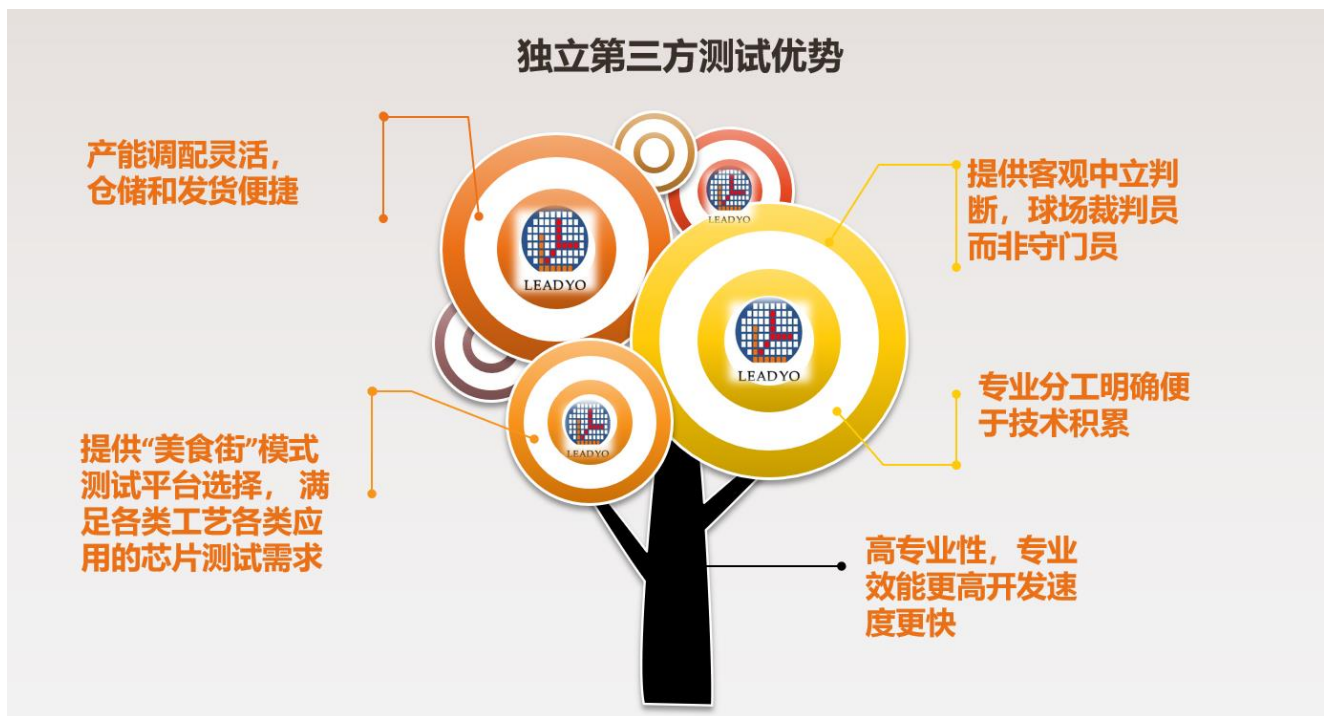 独立第三方测试优势
产能调配灵活，
仓储和发货便捷
提供客观中立判
断，球场裁判员
而非守门员
LEADYO
LEADYO
LEADYO
LEADYO
专业分工明确便
于技术积累
提供“美食街”模式
测试平台选择， 满
足各类工艺各类应
用的芯片测试需求
高专业性，专业
效能更高开发速
度更快